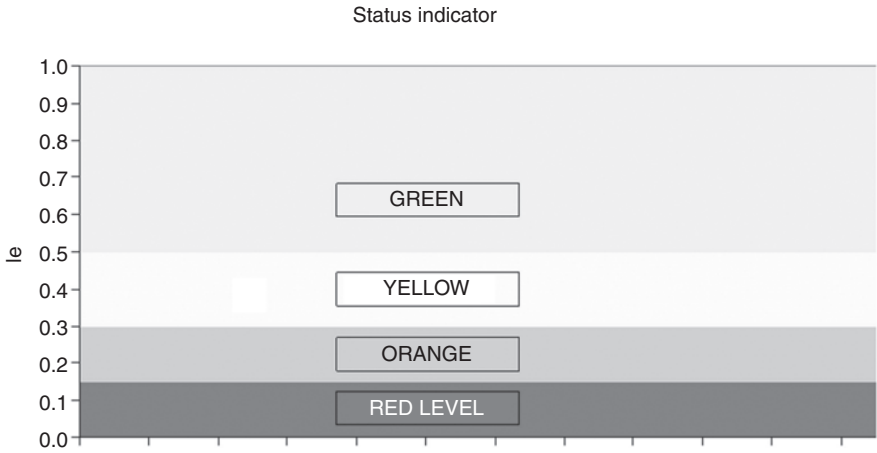 Status indicator
1.0
0.9
0.8
0.7
GREEN
0.6
Ie
0.5
0.4
YELLOW
0.3
0.2
ORANGE
0.1
RED LEVEL
0.0